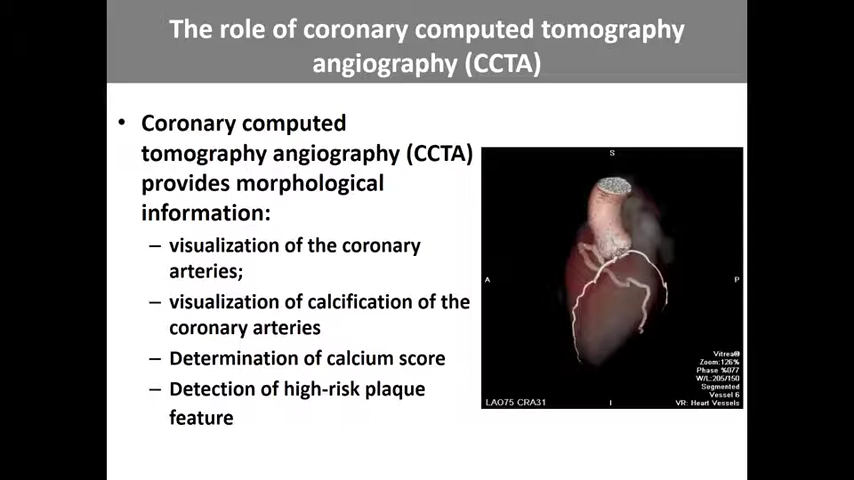 The role of coronary computed tomography
angiography (CCTA)
• Coronary computed
tomography angiography (CCTA)
provides morphological
information:
– visualization of the coronary
arteries;
– visualization of calcification of the
coronary arteries
– Determination of calcium score
– Detection of high-risk plaque
feature
S
A
P
Vitrea®
Zoom:126%
Phase %077
W/L:205/150
Segmented
Vessel 6
LAO75 CRA31
I
VR: Heart Vessels